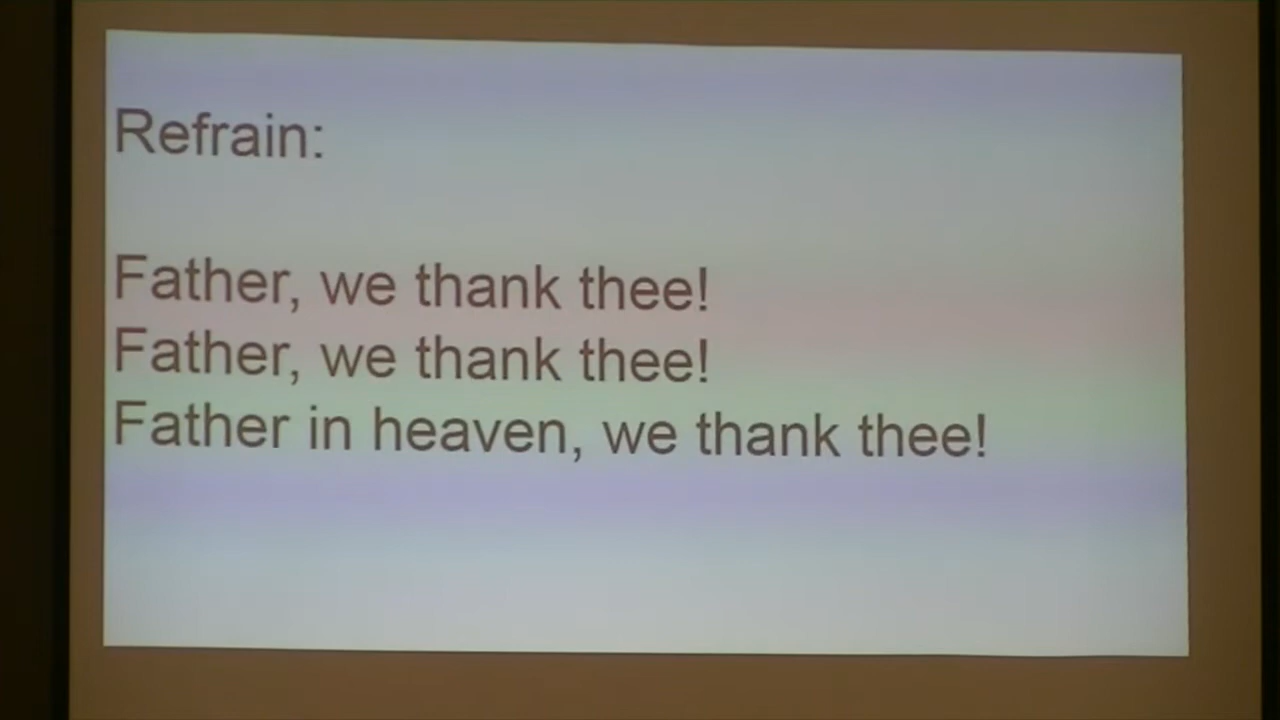 Refrain:
Father, we thank thee!
Father, we thank thee!
Father in heaven, we thank thee!